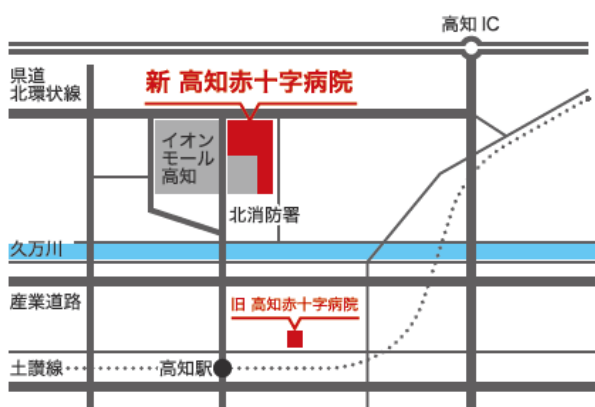 高知 IC
県道
北環状線
新 高知赤十字病院
イオン
モール
高知
北消防署
久万川
産業道路
旧 高知赤十字病院
土讃線
高知駅